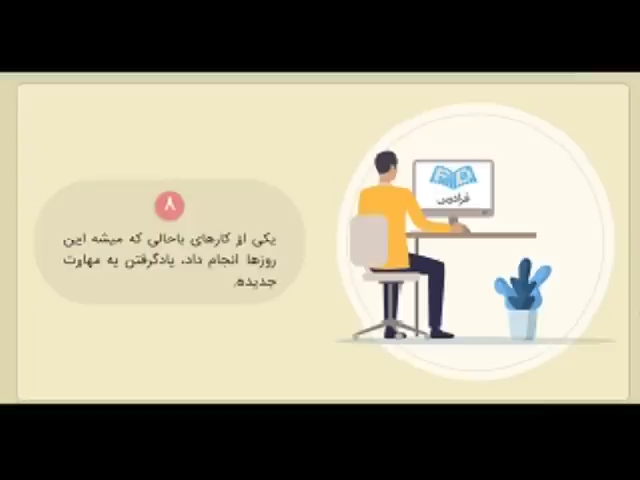 ۸
یکی از کارهای باحالی که میشه این
روزها انجام داد، یادگرفتن یه مهارت
جدیده.
فرادرس